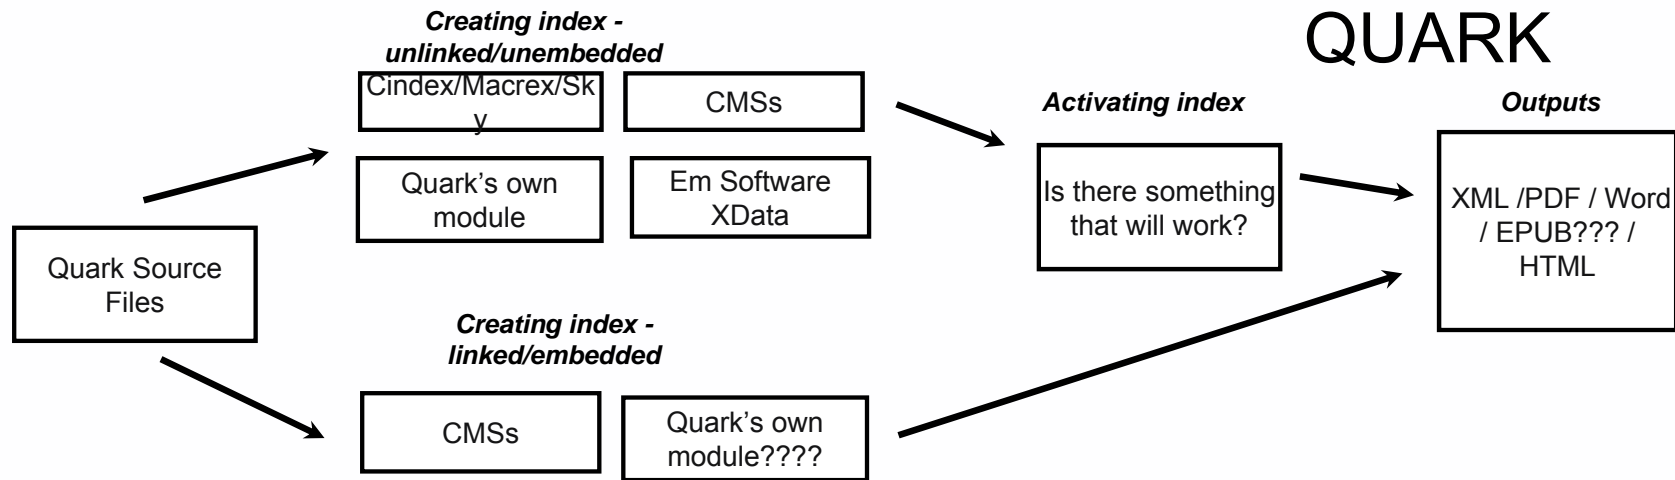 QUARK
Creating index -
unlinked/unembedded
Cindex/Macrex/Sk
y
CMSs
Quark's own
module
Em Software
XData
Activating index
Is there something
that will work?
Outputs
XML /PDF / Word
/ EPUB??? /
HTML
Quark Source
Files
Creating index -
linked/embedded
CMSs
Quark's own
module????